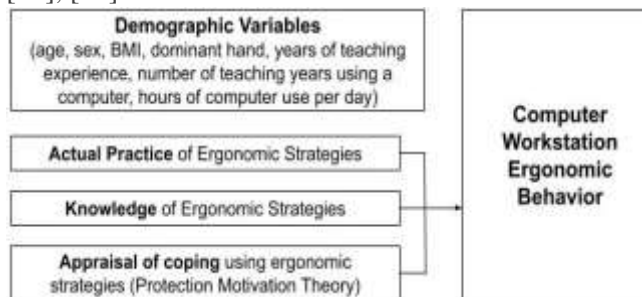 Demographic Variables
(age, sex, BMI, dominant hand, years of teaching
experience, number of teaching years using a
computer, hours of computer use per day)
Actual Practice of Ergonomic Strategies
Knowledge of Ergonomic Strategies
Appraisal of coping using ergonomic
strategies (Protection Motivation Theory)
Computer
Workstation
Ergonomic
Behavior